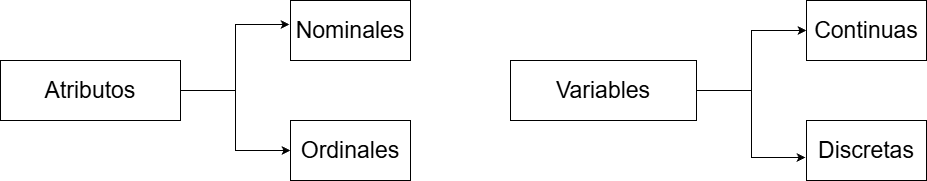 Atributos
Nominales
Ordinales
Variables
Continuas
Discretas